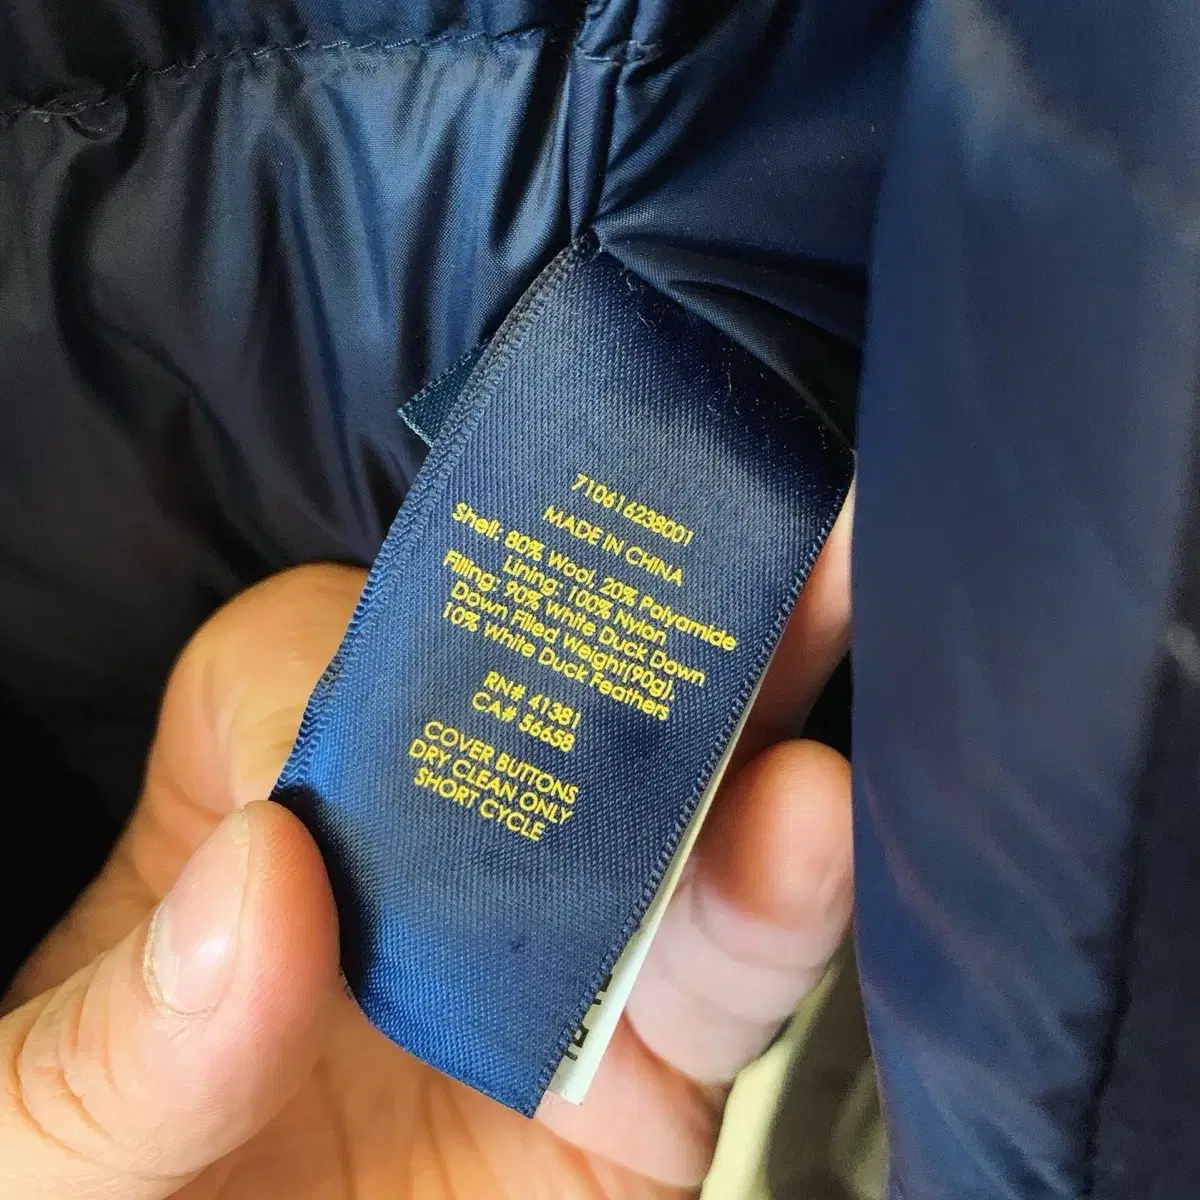 710616238001
MADE IN CHINA
Shell: 80% Wool, 20% Polyamide
Lining: 100% Nylon
Filling: 90% White Duck Down
Down Filled Weight(90g),
10% White Duck Feathers
RN# 41381
CA# 56658
COVER BUTTONS
DRY CLEAN ONLY
SHORT CYCLE